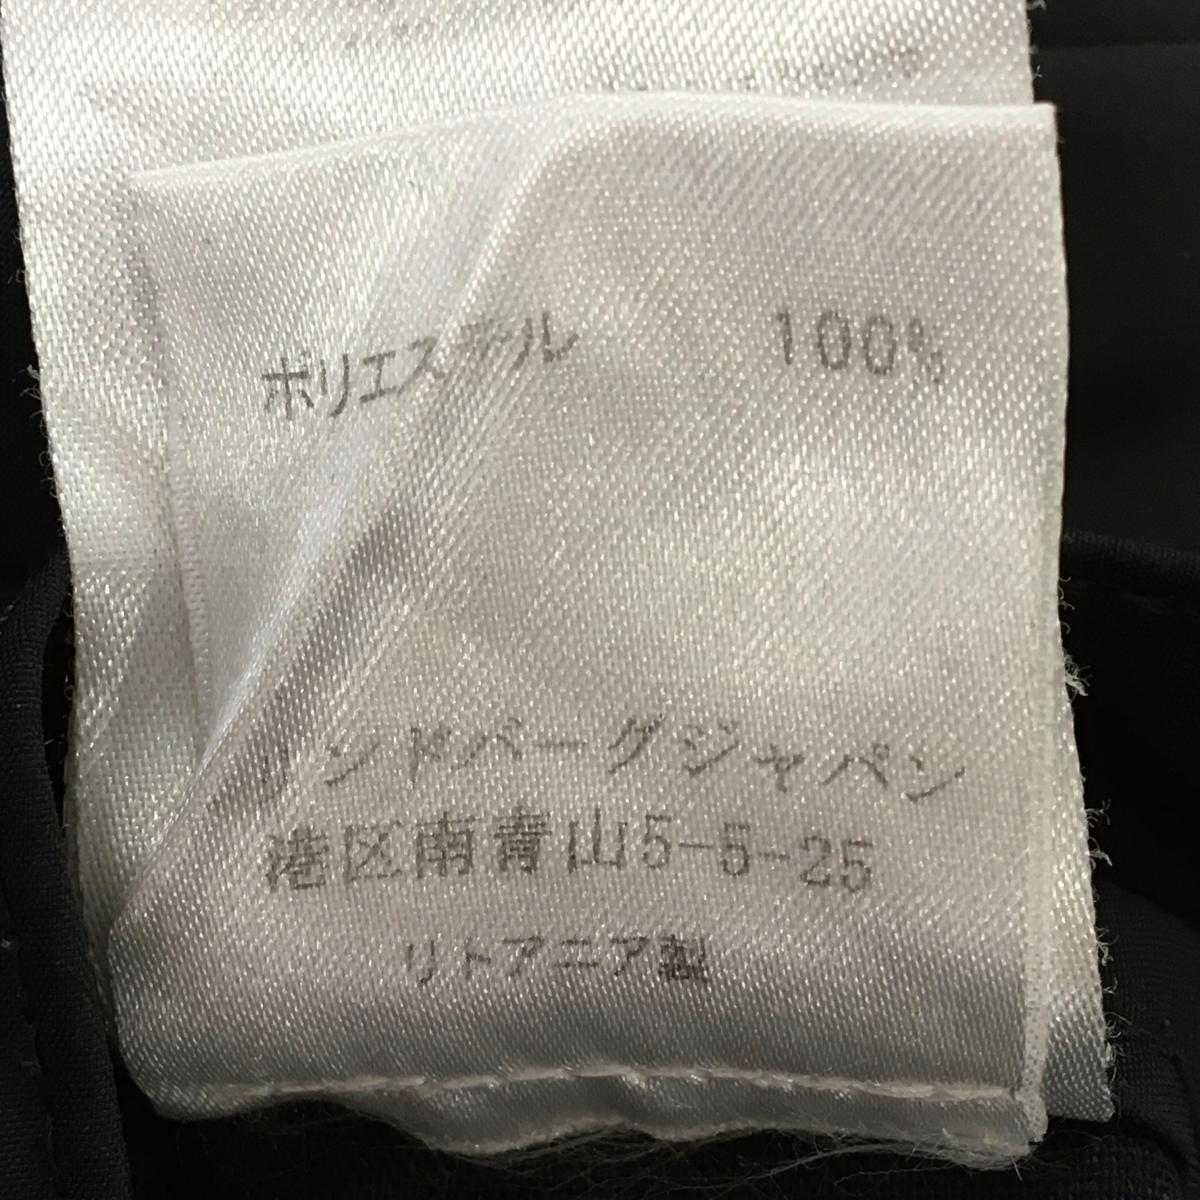 ポリエステル 100%
リンドバーグジャパン
港区南青山5-5-25
リトアニア製